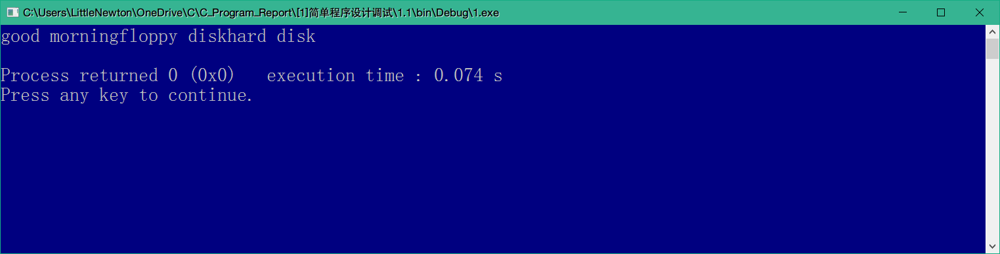 C:\Users\LittleNewton\OneDrive\C\C_Program_Report\[1]简单程序设计调试\1.1\bin\Debug\1.exe
good morningfloppy diskhard disk
Process returned 0 (0x0)   execution time : 0.074 s
Press any key to continue.